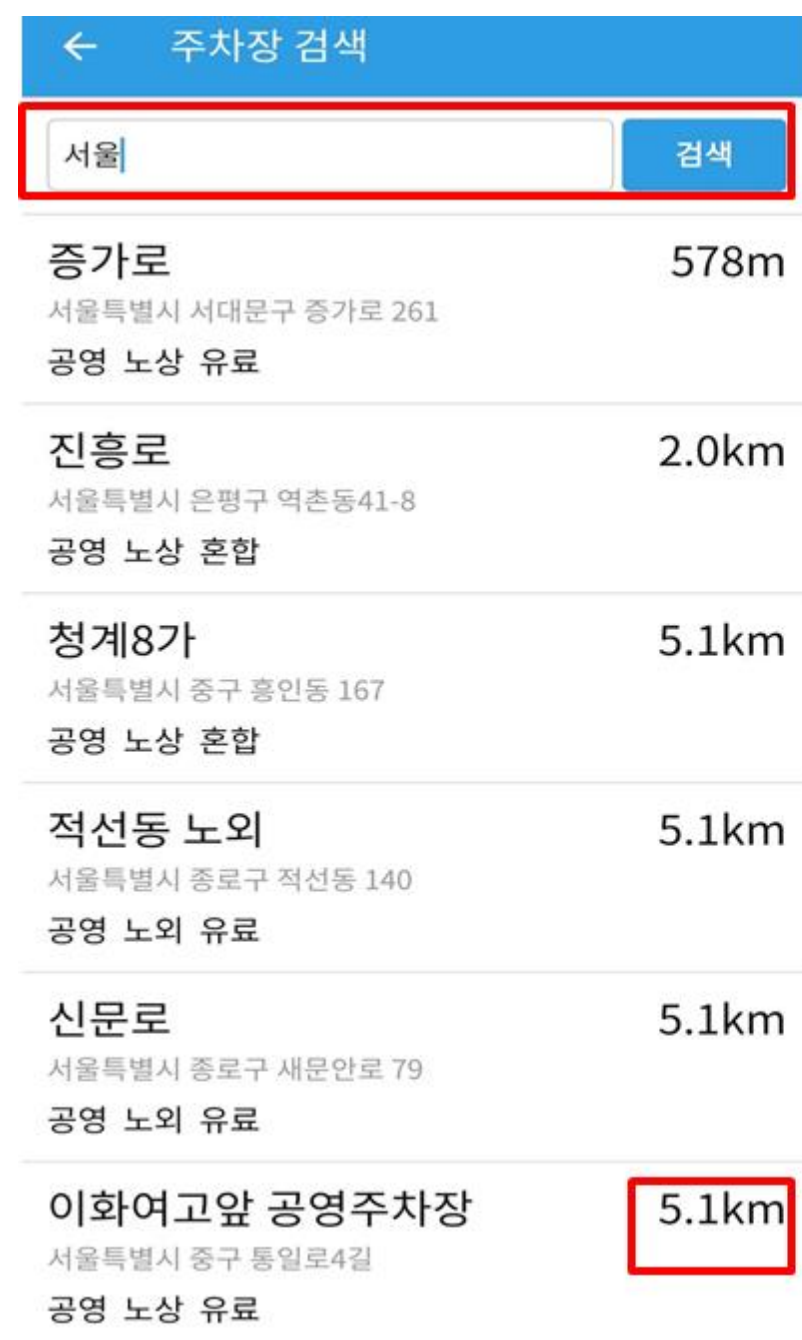 ← 주차장 검색
서울 검색
증가로 578m
서울특별시 서대문구 증가로 261
공영 노상 유료
진흥로 2.0km
서울특별시 은평구 역촌동41-8
공영 노상 혼합
청계8가 5.1km
서울특별시 중구 흥인동 167
공영 노상 혼합
적선동 노외 5.1km
서울특별시 종로구 적선동 140
공영 노외 유료
신문로 5.1km
서울특별시 종로구 새문안로 79
공영 노외 유료
이화여고앞 공영주차장 5.1km
서울특별시 중구 통일로4길
공영 노상 유료